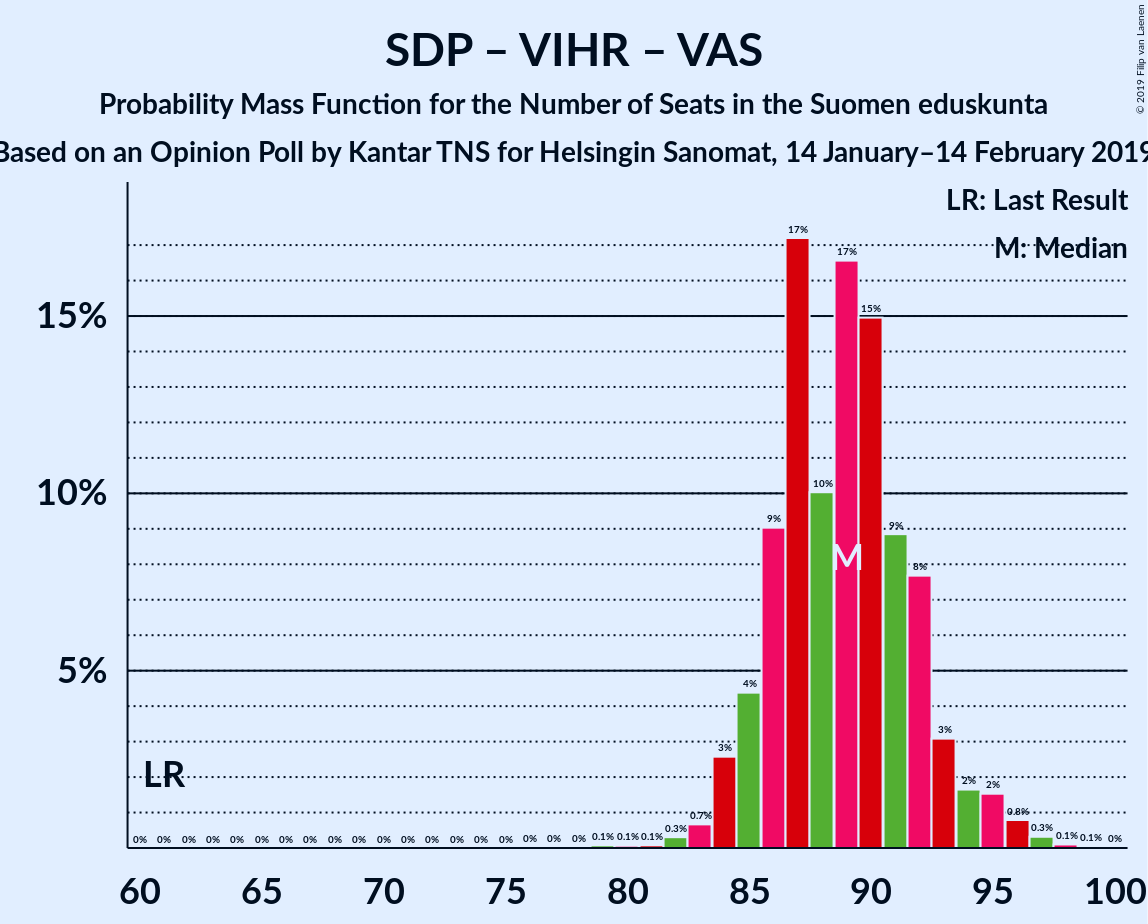 SDP – VIHR – VAS
Probability Mass Function for the Number of Seats in the Suomen eduskunta
Based on an Opinion Poll by Kantar TNS for Helsingin Sanomat, 14 January–14 February 2019
© 2019 Filip van Laenen
LR: Last Result
M: Median
15%
10%
5%
LR
M
0% 0% 0% 0% 0% 0% 0% 0% 0% 0% 0% 0% 0% 0% 0% 0% 0% 0% 0% 0.1% 0.1% 0.1% 0.3% 0.7% 3% 4% 9% 17% 10% 17% 15% 9% 8% 3% 2% 2% 0.8% 0.3% 0.1% 0.1% 0%
60 65 70 75 80 85 90 95 100